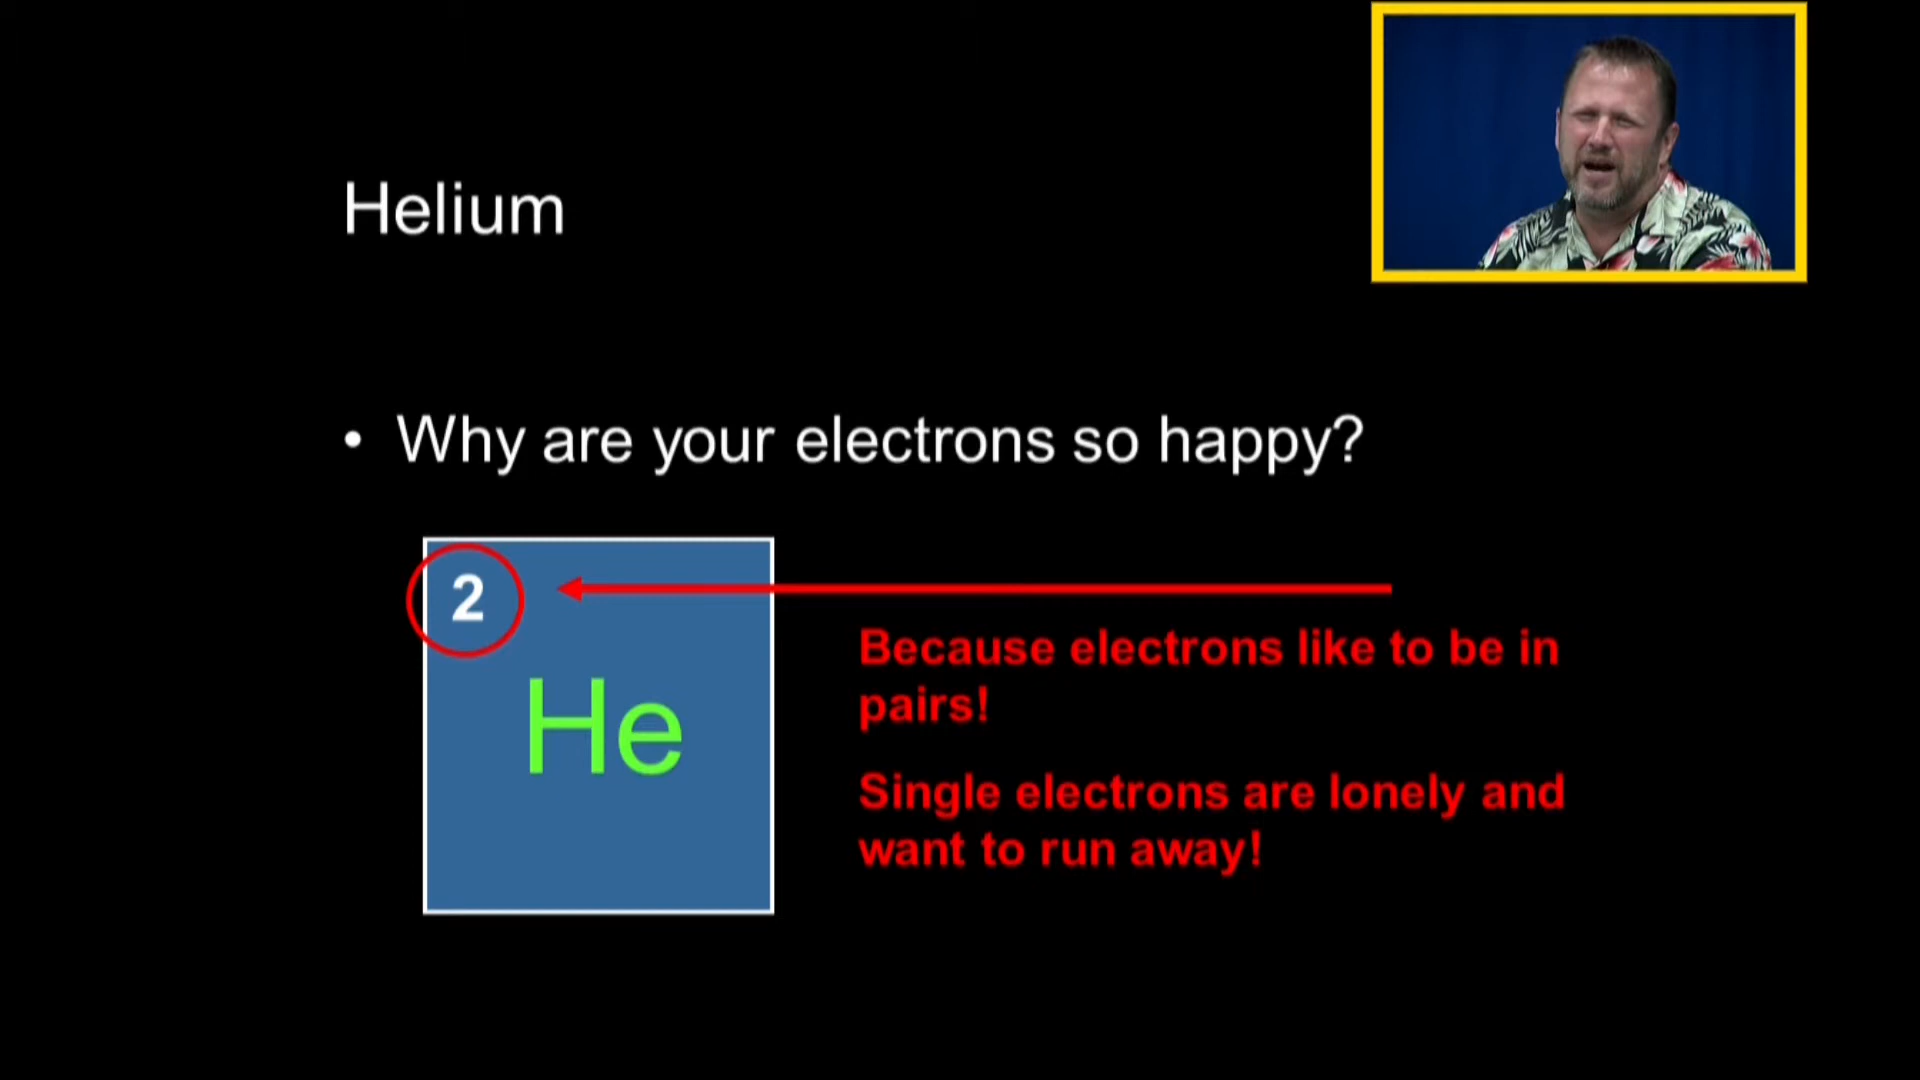 Helium
• Why are your electrons so happy?
2
He
Because electrons like to be in
pairs!
Single electrons are lonely and
want to run away!